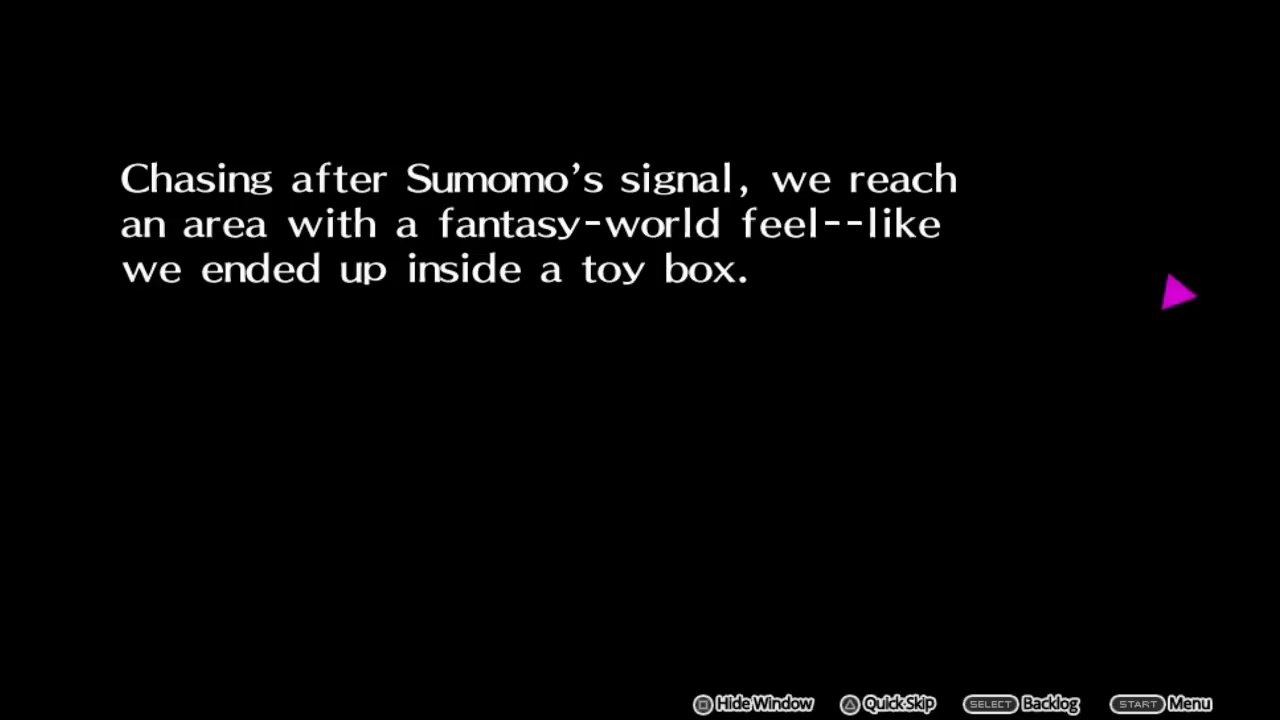 Chasing after Sumomo's signal, we reach
an area with a fantasy-world feel--like
we ended up inside a toy box.
Hide Window Quick Skip SELECT Backlog START Menu